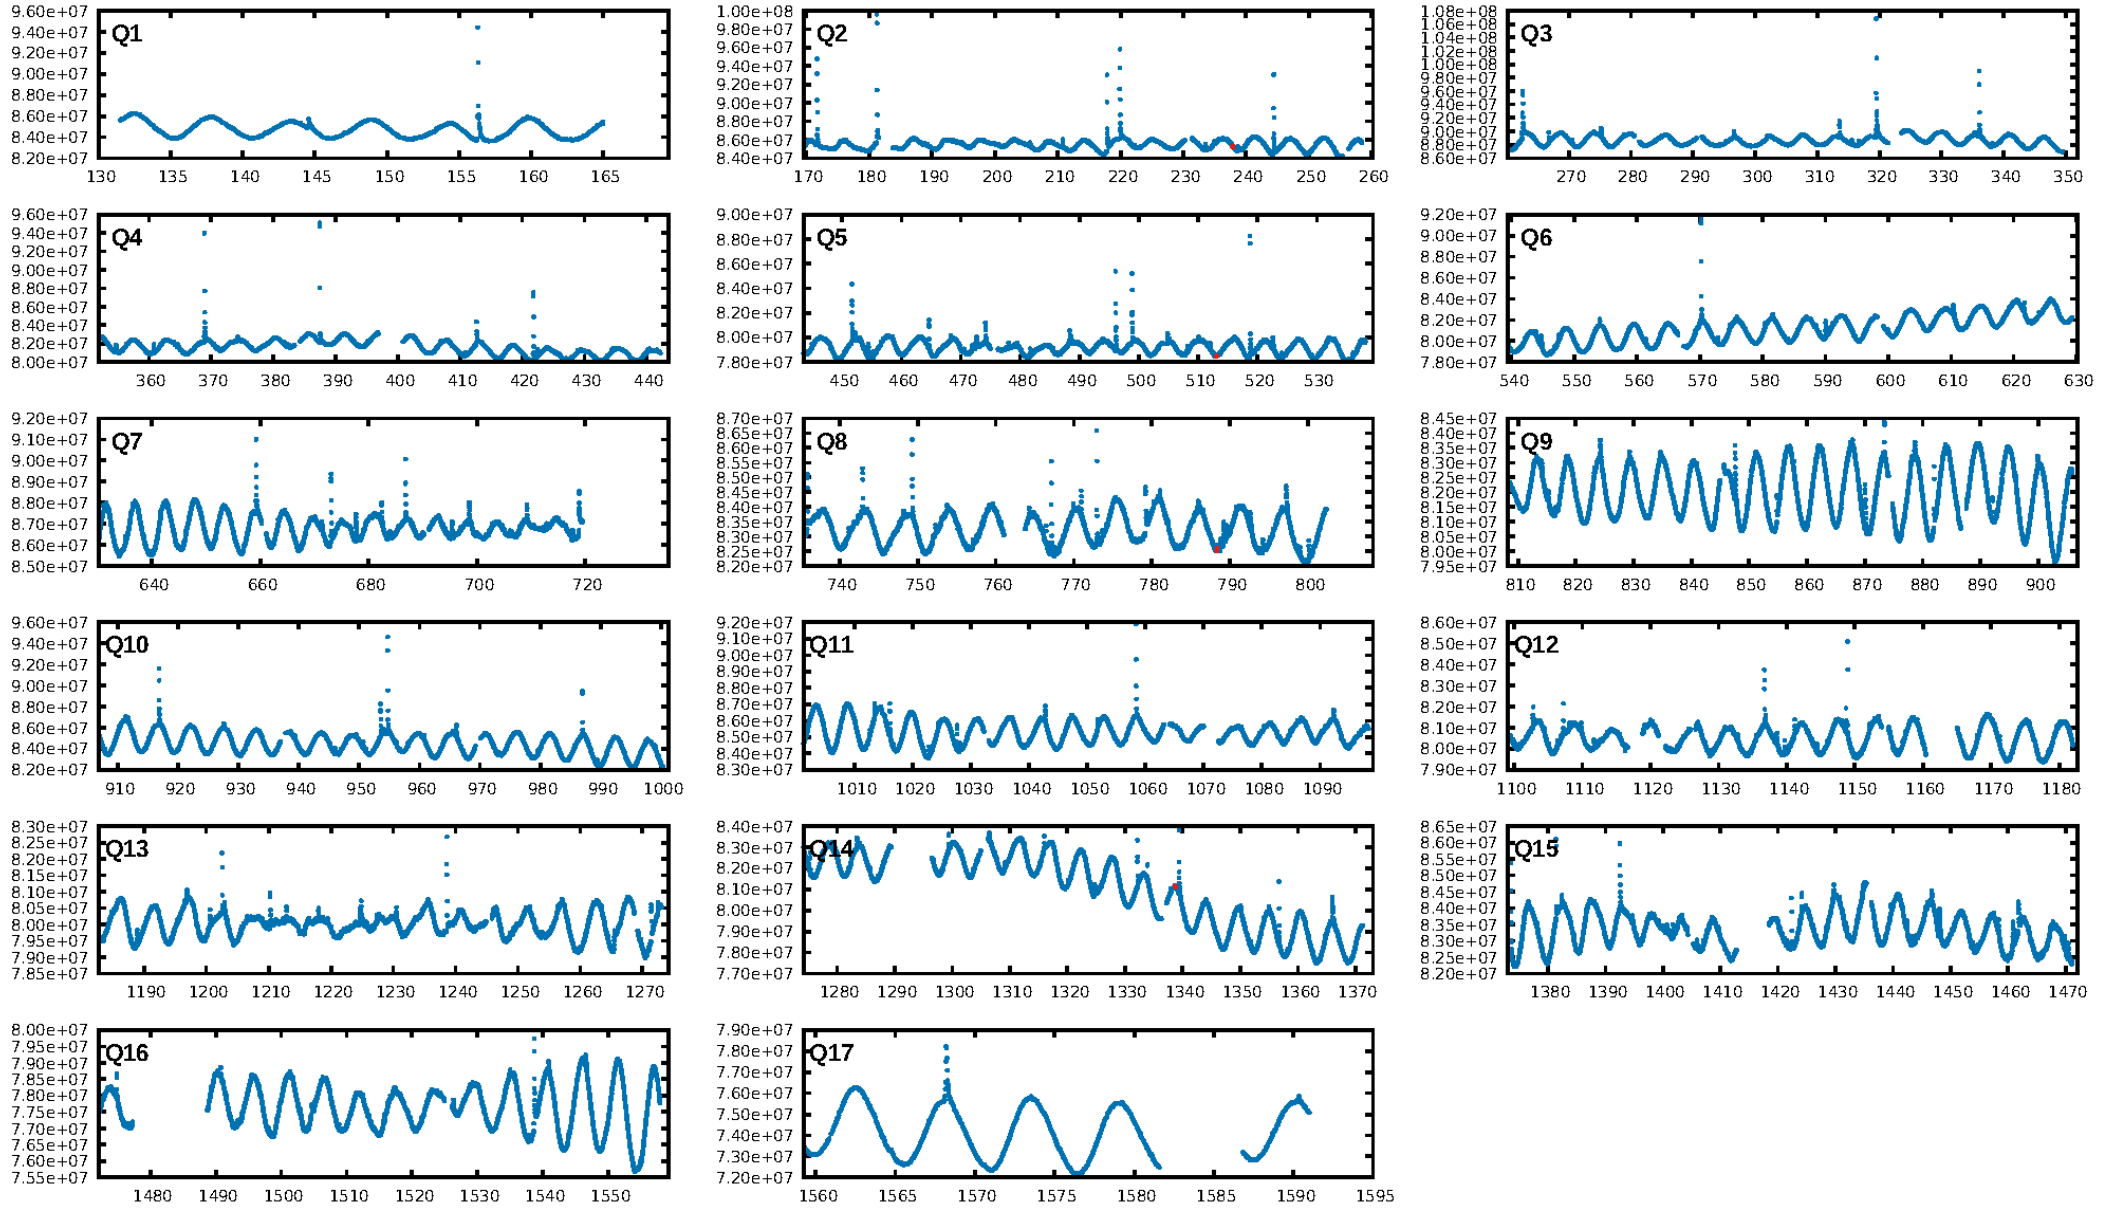 9.60e+07
9.40e+07
9.20e+07
9.00e+07
8.80e+07
8.60e+07
8.40e+07
8.20e+07
Q1
130 135 140 145 150 155 160 165
1.00e+08
9.80e+07
9.60e+07
9.40e+07
9.20e+07
9.00e+07
8.80e+07
8.60e+07
8.40e+07
Q2
170 180 190 200 210 220 230 240 250 260
1.08e+08
1.06e+08
1.04e+08
1.02e+08
1.00e+08
9.80e+07
9.60e+07
9.40e+07
9.20e+07
9.00e+07
8.80e+07
8.60e+07
Q3
270 280 290 300 310 320 330 340 350
9.60e+07
9.40e+07
9.20e+07
9.00e+07
8.80e+07
8.60e+07
8.40e+07
8.20e+07
8.00e+07
Q4
360 370 380 390 400 410 420 430 440
9.00e+07
8.80e+07
8.60e+07
8.40e+07
8.20e+07
8.00e+07
7.80e+07
Q5
450 460 470 480 490 500 510 520 530
9.20e+07
9.00e+07
8.80e+07
8.60e+07
8.40e+07
8.20e+07
8.00e+07
7.80e+07
Q6
540 550 560 570 580 590 600 610 620 630
9.20e+07
9.10e+07
9.00e+07
8.90e+07
8.80e+07
8.70e+07
8.60e+07
8.50e+07
Q7
640 660 680 700 720
8.70e+07
8.65e+07
8.60e+07
8.55e+07
8.50e+07
8.45e+07
8.40e+07
8.35e+07
8.30e+07
8.25e+07
8.20e+07
Q8
740 750 760 770 780 790 800
8.45e+07
8.40e+07
8.35e+07
8.30e+07
8.25e+07
8.20e+07
8.15e+07
8.10e+07
8.05e+07
8.00e+07
7.95e+07
Q9
810 820 830 840 850 860 870 880 890 900
9.60e+07
9.40e+07
9.20e+07
9.00e+07
8.80e+07
8.60e+07
8.40e+07
8.20e+07
Q10
910 920 930 940 950 960 970 980 990 1000
9.20e+07
9.10e+07
9.00e+07
8.90e+07
8.80e+07
8.70e+07
8.60e+07
8.50e+07
8.40e+07
8.30e+07
Q11
1010 1020 1030 1040 1050 1060 1070 1080 1090
8.60e+07
8.50e+07
8.40e+07
8.30e+07
8.20e+07
8.10e+07
8.00e+07
7.90e+07
Q12
1100 1110 1120 1130 1140 1150 1160 1170 1180
8.30e+07
8.25e+07
8.20e+07
8.15e+07
8.10e+07
8.05e+07
8.00e+07
7.95e+07
7.90e+07
7.85e+07
Q13
1190 1200 1210 1220 1230 1240 1250 1260 1270
8.40e+07
8.30e+07
8.20e+07
8.10e+07
8.00e+07
7.90e+07
7.80e+07
7.70e+07
Q14
1280 1290 1300 1310 1320 1330 1340 1350 1360 1370
8.65e+07
8.60e+07
8.55e+07
8.50e+07
8.45e+07
8.40e+07
8.35e+07
8.30e+07
8.25e+07
8.20e+07
Q15
1380 1390 1400 1410 1420 1430 1440 1450 1460 1470
8.00e+07
7.95e+07
7.90e+07
7.85e+07
7.80e+07
7.75e+07
7.70e+07
7.65e+07
7.60e+07
7.55e+07
Q16
1480 1490 1500 1510 1520 1530 1540 1550
7.90e+07
7.80e+07
7.70e+07
7.60e+07
7.50e+07
7.40e+07
7.30e+07
7.20e+07
Q17
1560 1565 1570 1575 1580 1585 1590 1595